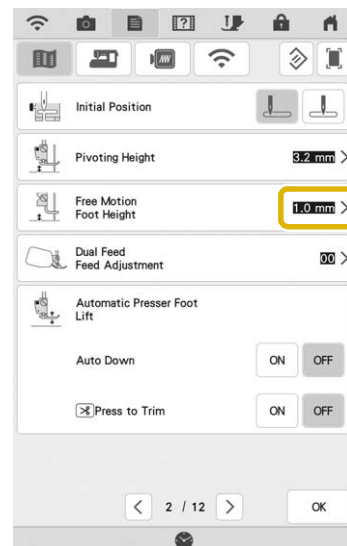 Initial Position
Pivoting Height
3.2 mm
Free Motion
Foot Height
1.0 mm
Dual Feed
Feed Adjustment
00
Automatic Presser Foot
Lift
Auto Down
ON
OFF
Press to Trim
ON
OFF
2 / 12
OK